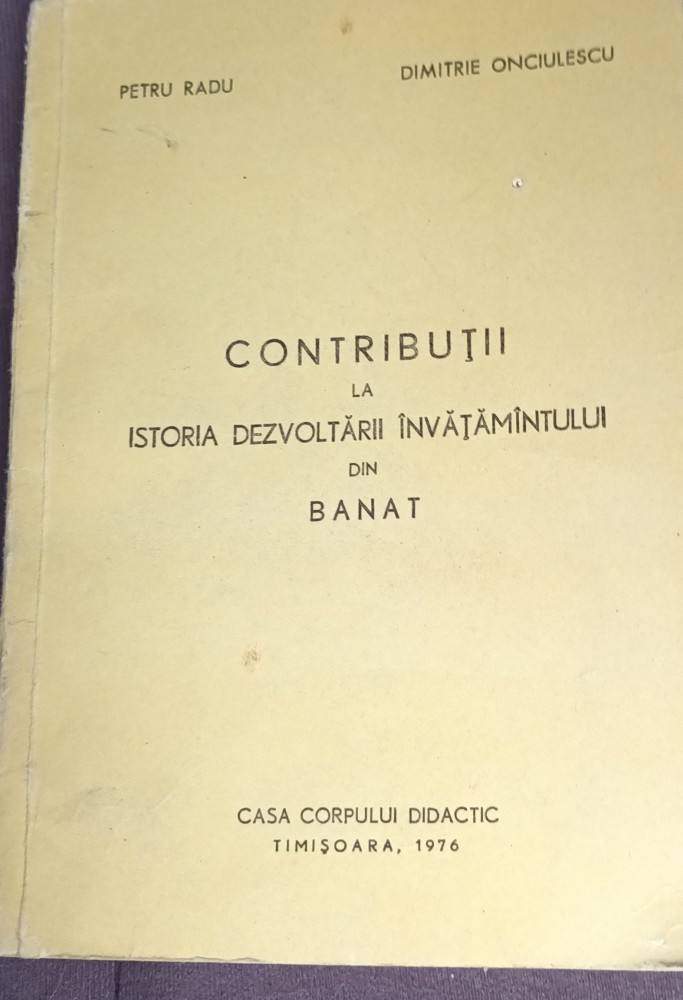 PETRU RADU
DIMITRIE ONCIULESCU
CONTRIBUŢII
LA
ISTORIA DEZVOLTĂRII ÎNVĂŢĂMÎNTULUI
DIN
BANAT
CASA CORPULUI DIDACTIC
TIMIŞOARA, 1976